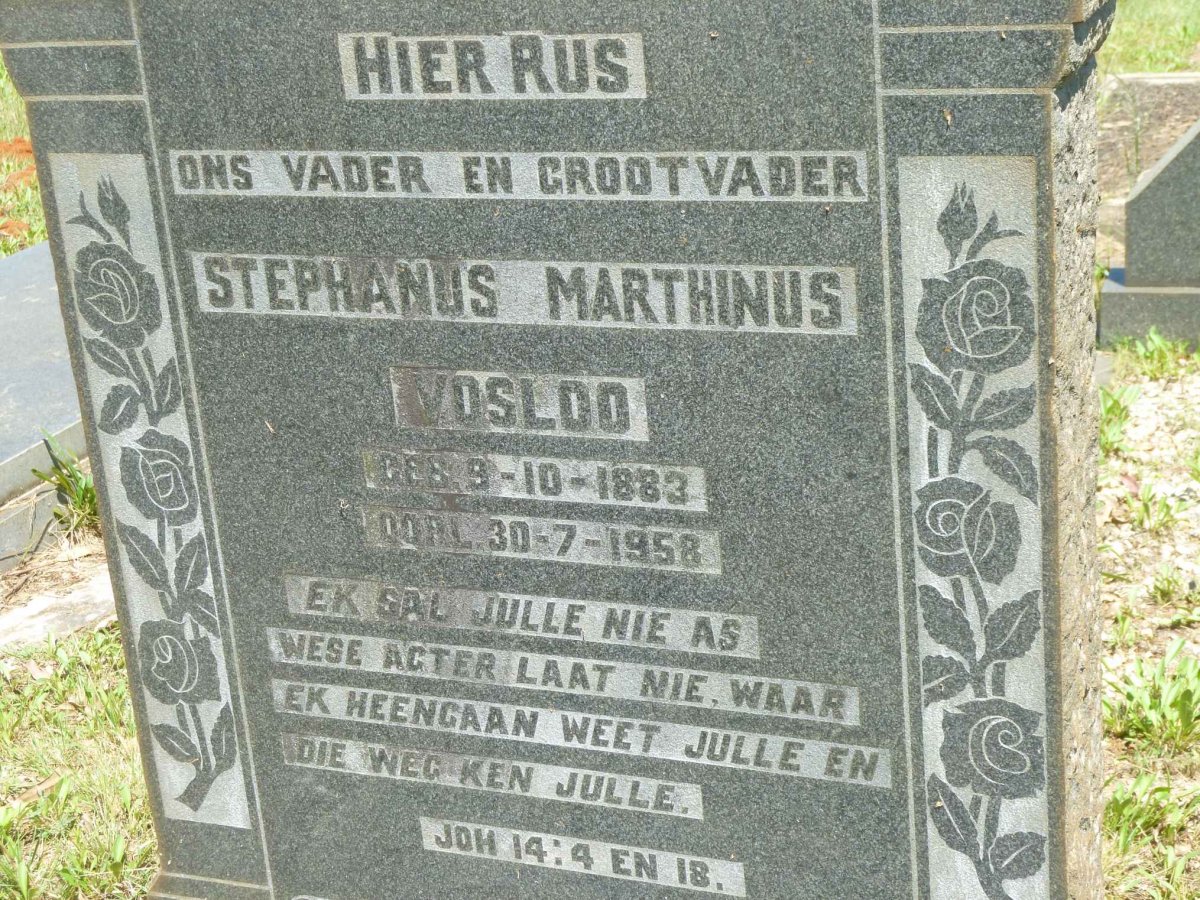 HIER RUS
ONS VADER EN GROOTVADER
STEPHANUS MARTHINUS
VOSLOO
GEB. 9-10-1883
OORL. 30-7-1958
EK SAL JULLE NIE AS
WESE AGTER LAAT NIE, WAAR
EK HEENGAAN WEET JULLE EN
DIE WEG KEN JULLE.
JOH 14:4 EN 18.